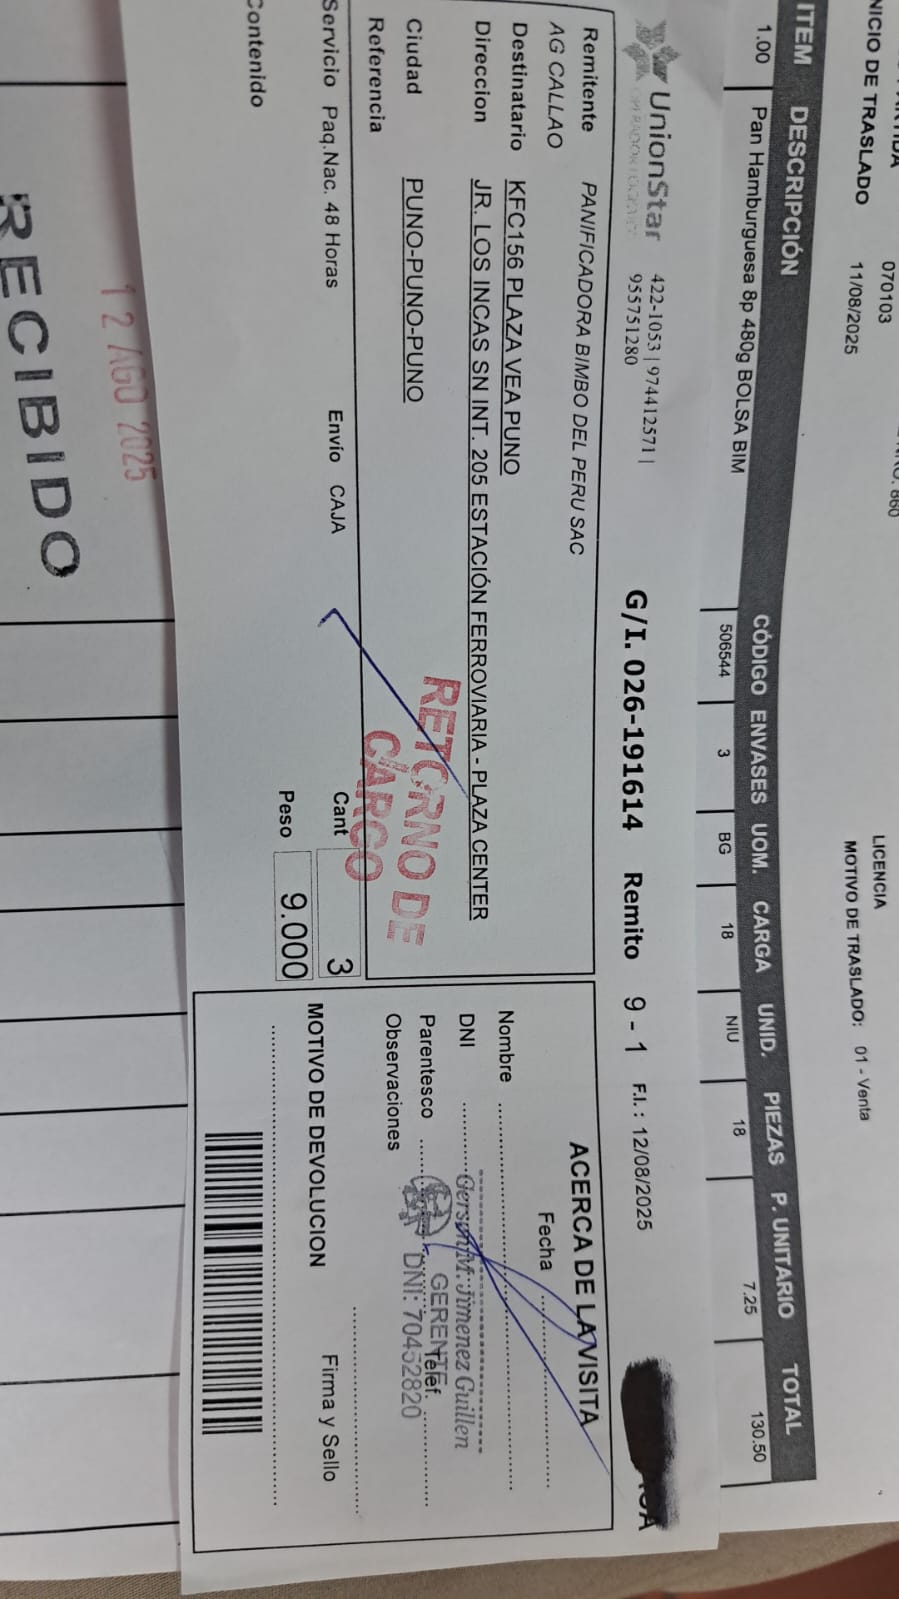 NICIO DE TRASLADO
070103
11/08/2025
LICENCIA
MOTIVO DE TRASLADO: 01 - Venta
ITEM DESCRIPCIÓN CÓDIGO ENVASES UOM. CARGA UNID. PIEZAS P. UNITARIO TOTAL
1.00 Pan Hamburguesa 8p 480g BOLSA BIM 506544 3 BG 18 NIU 18 7.25 130.50
UnionStar
422-1053 | 974412571 |
955751280
G/I. 026-191614 Remito 9 - 1 F.I.: 12/08/2025
Remitente PANIFICADORA BIMBO DEL PERU SAC
AG CALLAO
Destinatario KFC156 PLAZA VEA PUNO
Direccion JR. LOS INCAS SN INT. 205 ESTACIÓN FERROVIARIA - PLAZA CENTER
Ciudad PUNO-PUNO-PUNO
Referencia
RETORNO DE
CARGO
Servicio Paq.Nac. 48 Horas Envío CAJA Cant 3
Peso 9.000
Contenido
ACERCA DE LA VISITA
Fecha
Nombre
DNI
Parentesco Teléf.
Observaciones
Jimenez Guillen
GERENTE
DNI: 70452820
MOTIVO DE DEVOLUCION Firma y Sello
12 AGO 2025
RECIBIDO